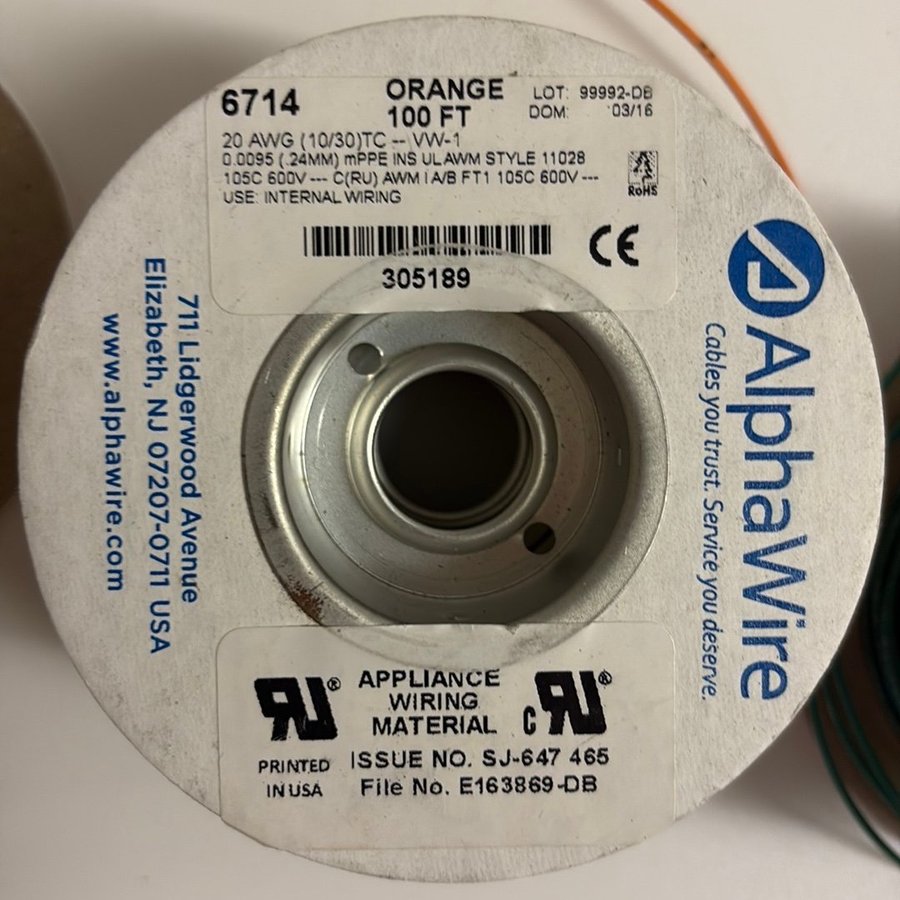 6714
ORANGE
100 FT
LOT: 99992-DB
DOM: 03/16
20 AWG (10/30)TC -- VW-1
0.0095 (.24MM) mPPE INS UL AWM STYLE 11028
105C 600V --- C(RU) AWM I A/B FT1 105C 600V ---
USE: INTERNAL WIRING
RoHS
CE
305189
711 Lidgerwood Avenue
Elizabeth, NJ 07207-0711 USA
www.alphawire.com
AlphaWire®
Cables you trust. Service you deserve.
RU®
APPLIANCE
WIRING
MATERIAL
C RU®
PRINTED
IN USA
ISSUE NO. SJ-647 465
File No. E163869-DB